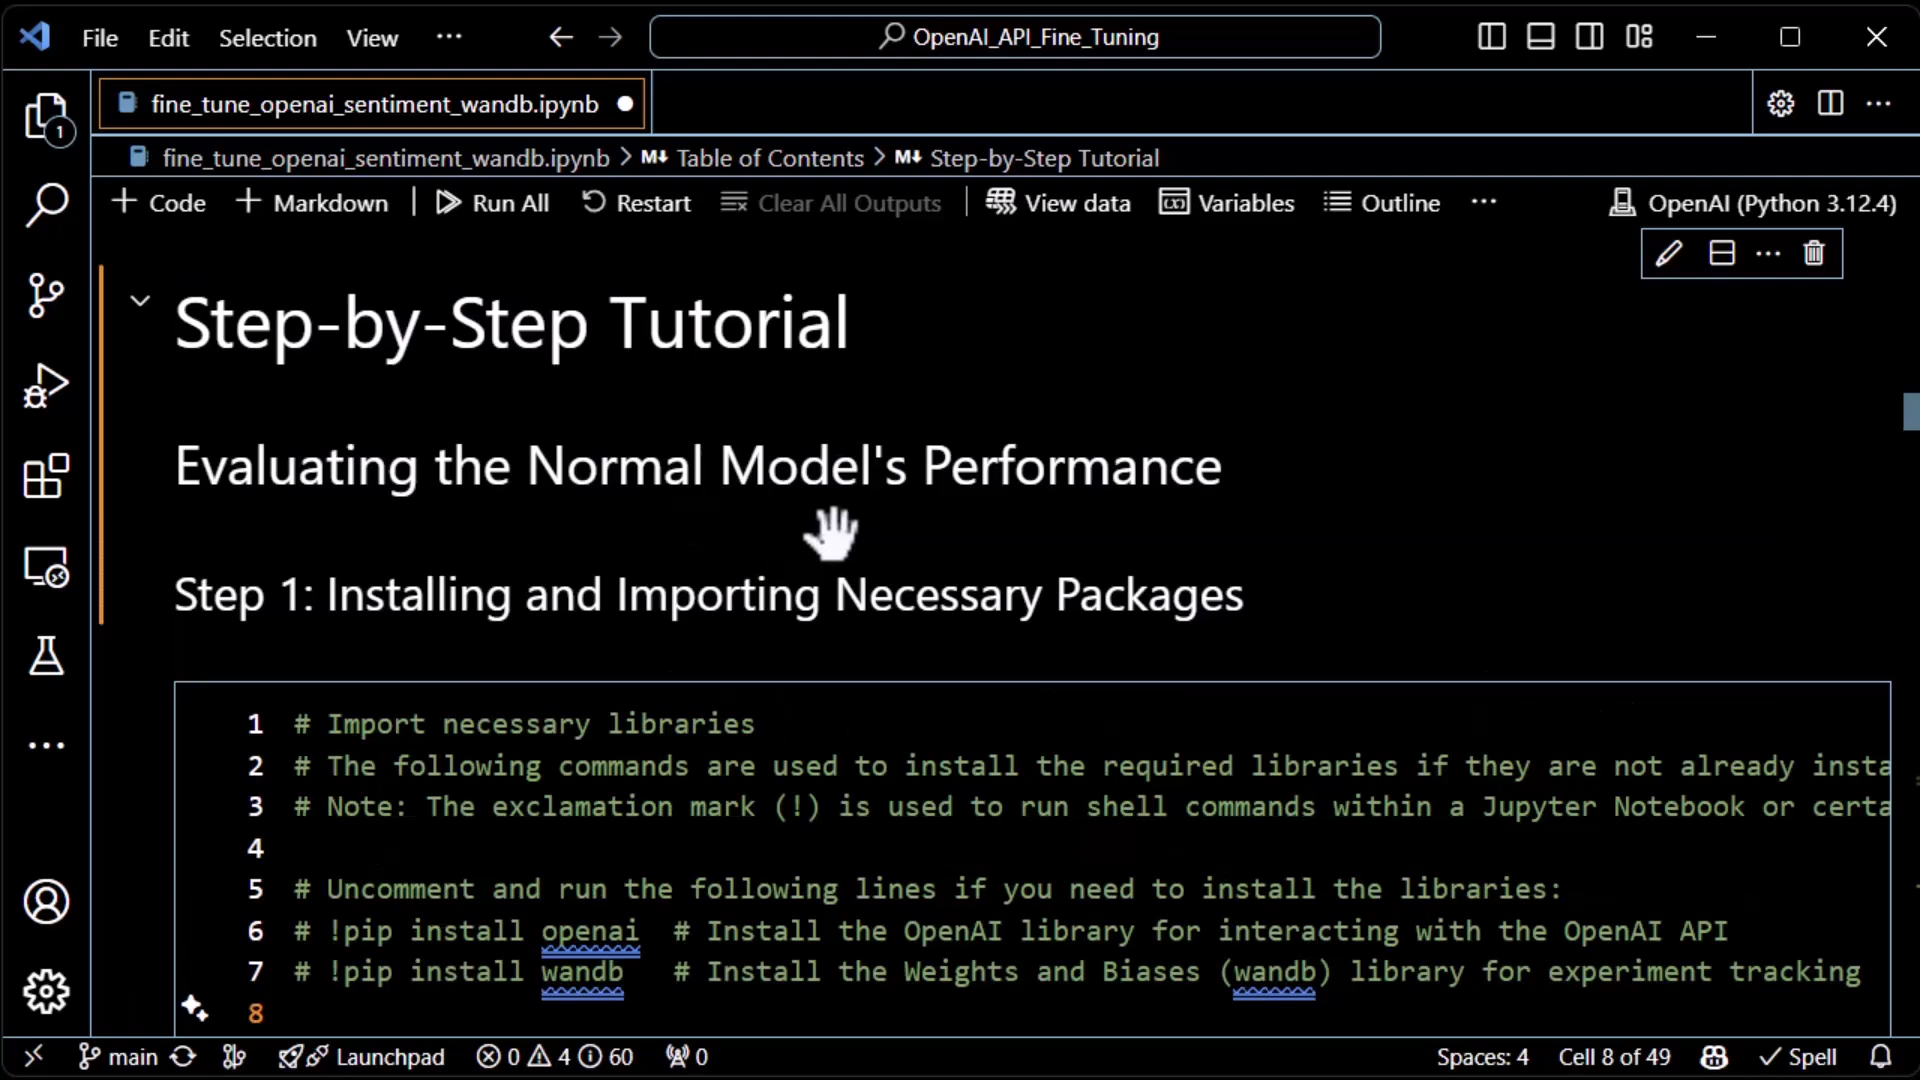 File Edit Selection View ··· OpenAI_API_Fine_Tuning
fine_tune_openai_sentiment_wandb.ipynb
1
fine_tune_openai_sentiment_wandb.ipynb > M↓ Table of Contents > M↓ Step-by-Step Tutorial
+ Code + Markdown | Run All Restart Clear All Outputs | View data Variables Outline ··· OpenAI (Python 3.12.4)
Step-by-Step Tutorial
Evaluating the Normal Model's Performance
Step 1: Installing and Importing Necessary Packages
1 # Import necessary libraries
2 # The following commands are used to install the required libraries if they are not already insta
3 # Note: The exclamation mark (!) is used to run shell commands within a Jupyter Notebook or certa
4
5 # Uncomment and run the following lines if you need to install the libraries:
6 # !pip install openai # Install the OpenAI library for interacting with the OpenAI API
7 # !pip install wandb # Install the Weights and Biases (wandb) library for experiment tracking
8
main Launchpad 0 4 60 0 Spaces: 4 Cell 8 of 49 Spell